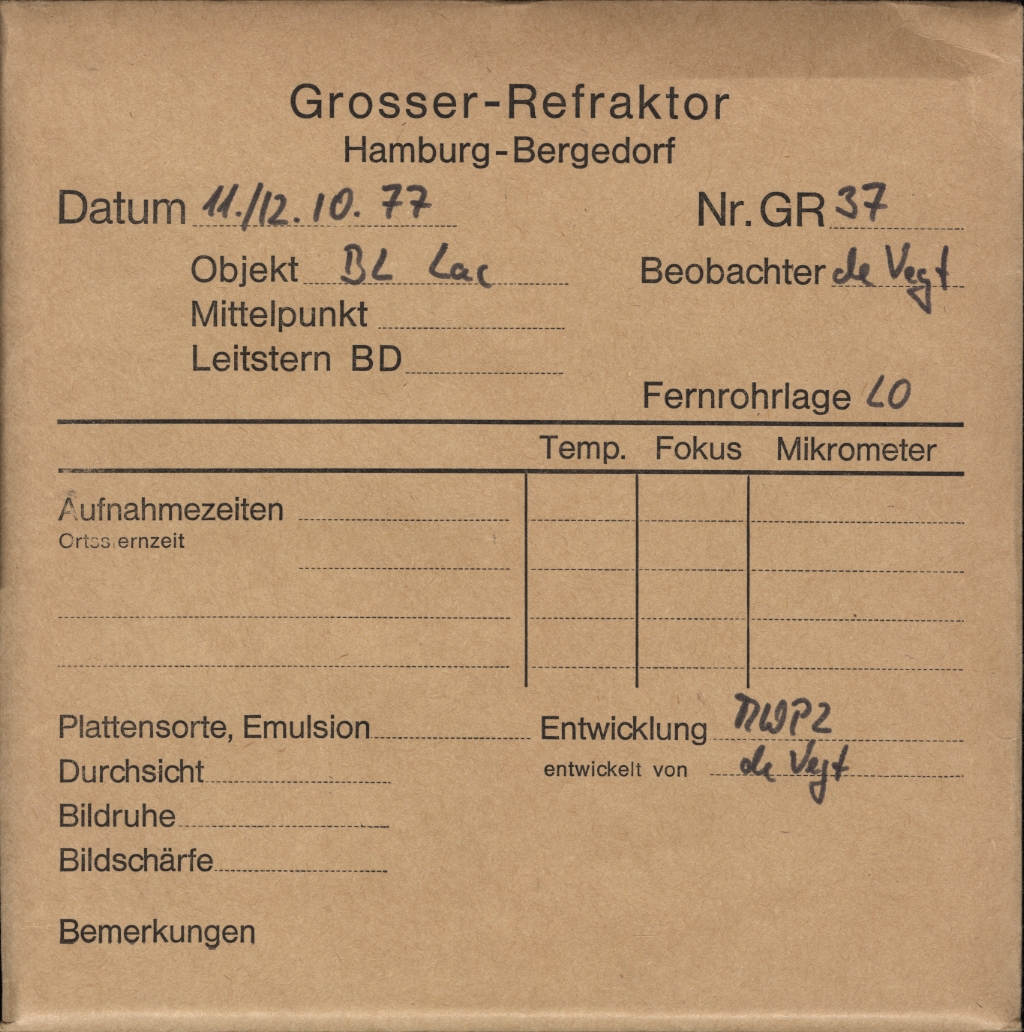 Grosser-Refraktor
Hamburg-Bergedorf
Datum 11./12. 10. 77 Nr. GR 37
Objekt BL Lac Beobachter de Vegt
Mittelpunkt
Leitstern BD
Fernrohrlage LO
Temp. Fokus Mikrometer
Aufnahmezeiten
Ortssternzeit
Plattensorte, Emulsion Entwicklung MWP2
Durchsicht entwickelt von de Vegt
Bildruhe
Bildschärfe
Bemerkungen